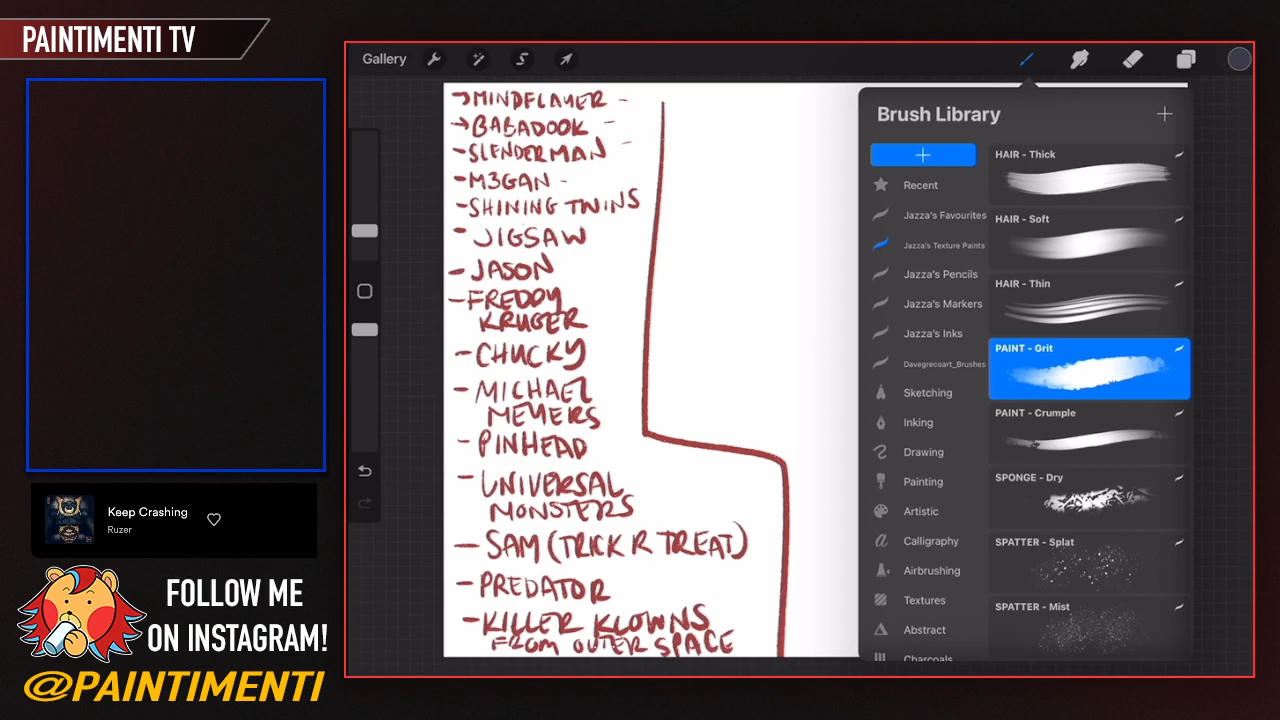 PAINTIMENTI TV
Keep Crashing
Ruzer
FOLLOW ME
ON INSTAGRAM!
@PAINTIMENTI
Gallery
→MINDFLAYER -
→BABADOOK -
-SLENDERMAN -
-M3GAN -
-SHINING TWINS
- JIGSAW
- JASON
-FREDDY
KRUGER
- CHUCKY
- MICHAEL
MEYERS
- PINHEAD
- UNIVERSAL
MONSTERS
- SAM (TRICK R TREAT)
- PREDATOR
- KILLER KLOWNS
FROM OUTER SPACE
Brush Library
Recent
Jazza's Favourites
Jazza's Texture Paints
Jazza's Pencils
Jazza's Markers
Jazza's Inks
Davegrecoart_Brushes
Sketching
Inking
Drawing
Painting
Artistic
Calligraphy
Airbrushing
Textures
Abstract
Charcoals
HAIR - Thick
HAIR - Soft
HAIR - Thin
PAINT - Grit
PAINT - Crumple
SPONGE - Dry
SPATTER - Splat
SPATTER - Mist